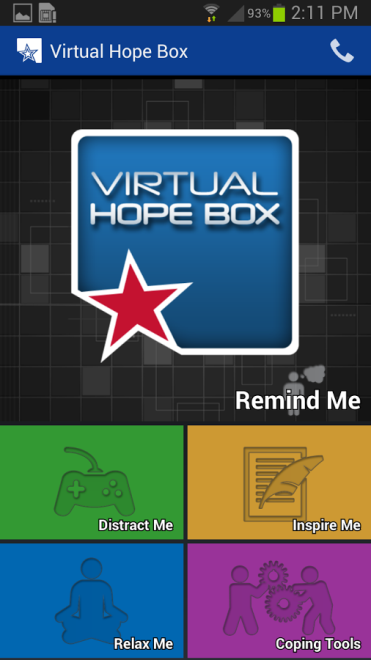 93% 2:11 PM
Virtual Hope Box
VIRTUAL
HOPE BOX
Remind Me
Distract Me
Inspire Me
Relax Me
Coping Tools